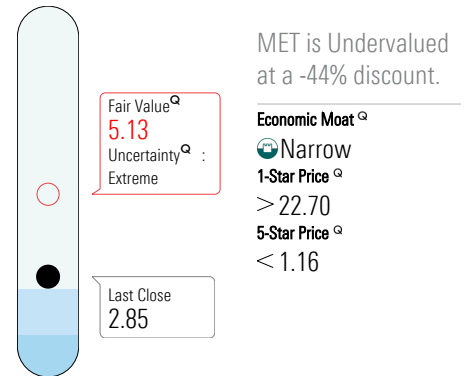 Fair Value Q
5.13
Uncertainty Q :
Extreme
Last Close
2.85
MET is Undervalued
at a -44% discount.
Economic Moat Q
Narrow
1-Star Price Q
>22.70
5-Star Price Q
<1.16